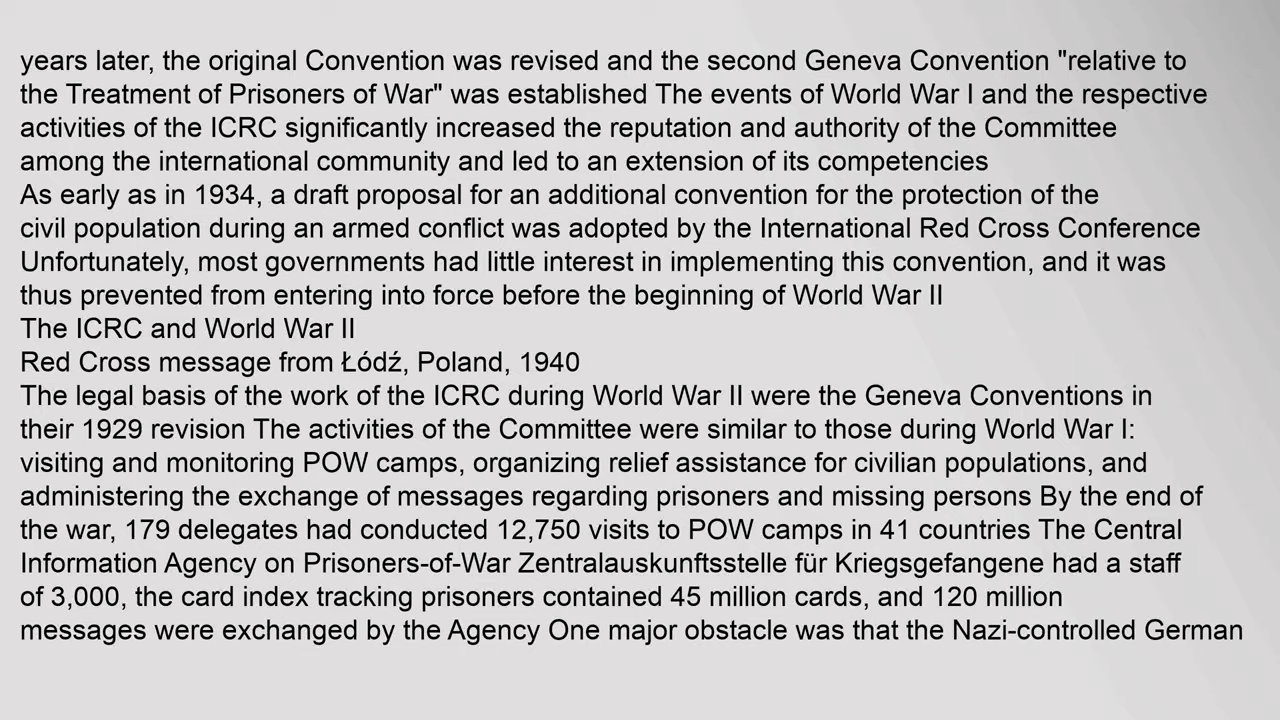 years later, the original Convention was revised and the second Geneva Convention "relative to
the Treatment of Prisoners of War" was established The events of World War I and the respective
activities of the ICRC significantly increased the reputation and authority of the Committee
among the international community and led to an extension of its competencies
As early as in 1934, a draft proposal for an additional convention for the protection of the
civil population during an armed conflict was adopted by the International Red Cross Conference
Unfortunately, most governments had little interest in implementing this convention, and it was
thus prevented from entering into force before the beginning of World War II
The ICRC and World War II
Red Cross message from Łódź, Poland, 1940
The legal basis of the work of the ICRC during World War II were the Geneva Conventions in
their 1929 revision The activities of the Committee were similar to those during World War I:
visiting and monitoring POW camps, organizing relief assistance for civilian populations, and
administering the exchange of messages regarding prisoners and missing persons By the end of
the war, 179 delegates had conducted 12,750 visits to POW camps in 41 countries The Central
Information Agency on Prisoners-of-War Zentralauskunftsstelle für Kriegsgefangene had a staff
of 3,000, the card index tracking prisoners contained 45 million cards, and 120 million
messages were exchanged by the Agency One major obstacle was that the Nazi-controlled German